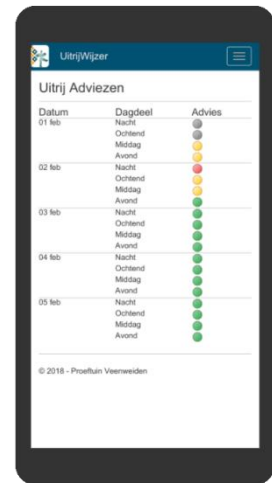 UitrijWijzer
Uitrij Adviezen
Datum Dagdeel Advies
01 feb Nacht
Ochtend
Middag
Avond
02 feb Nacht
Ochtend
Middag
Avond
03 feb Nacht
Ochtend
Middag
Avond
04 feb Nacht
Ochtend
Middag
Avond
05 feb Nacht
Ochtend
Middag
Avond
© 2018 - Proeftuin Veenweiden